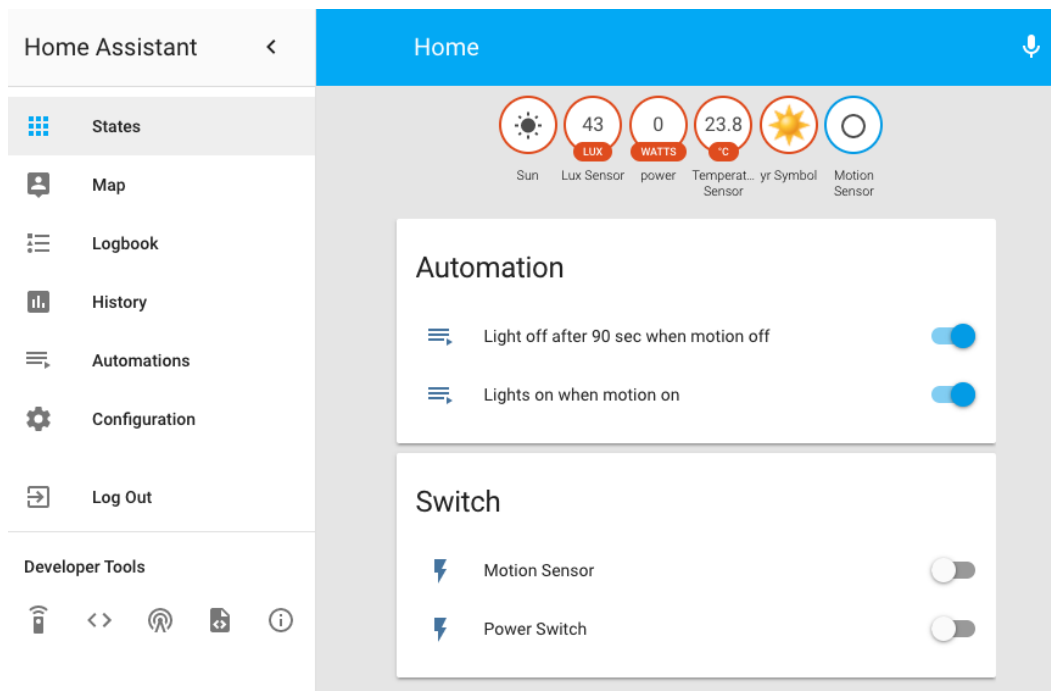 Home Assistant
Home
States
Map
Logbook
History
Automations
Configuration
Log Out
Developer Tools
43
LUX
0
WATTS
23.8
°C
Sun
Lux Sensor
power
Temperat...
Sensor
yr Symbol
Motion
Sensor
Automation
Light off after 90 sec when motion off
Lights on when motion on
Switch
Motion Sensor
Power Switch